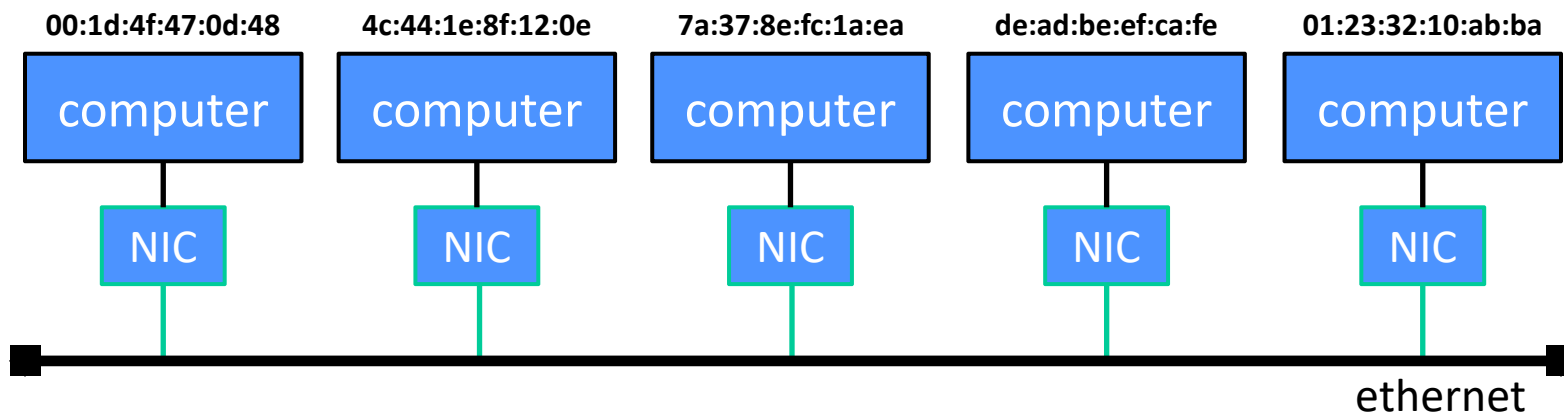 00:1d:4f:47:0d:48 4c:44:1e:8f:12:0e 7a:37:8e:fc:1a:ea de:ad:be:ef:ca:fe 01:23:32:10:ab:ba
computer computer computer computer computer
NIC NIC NIC NIC NIC
ethernet